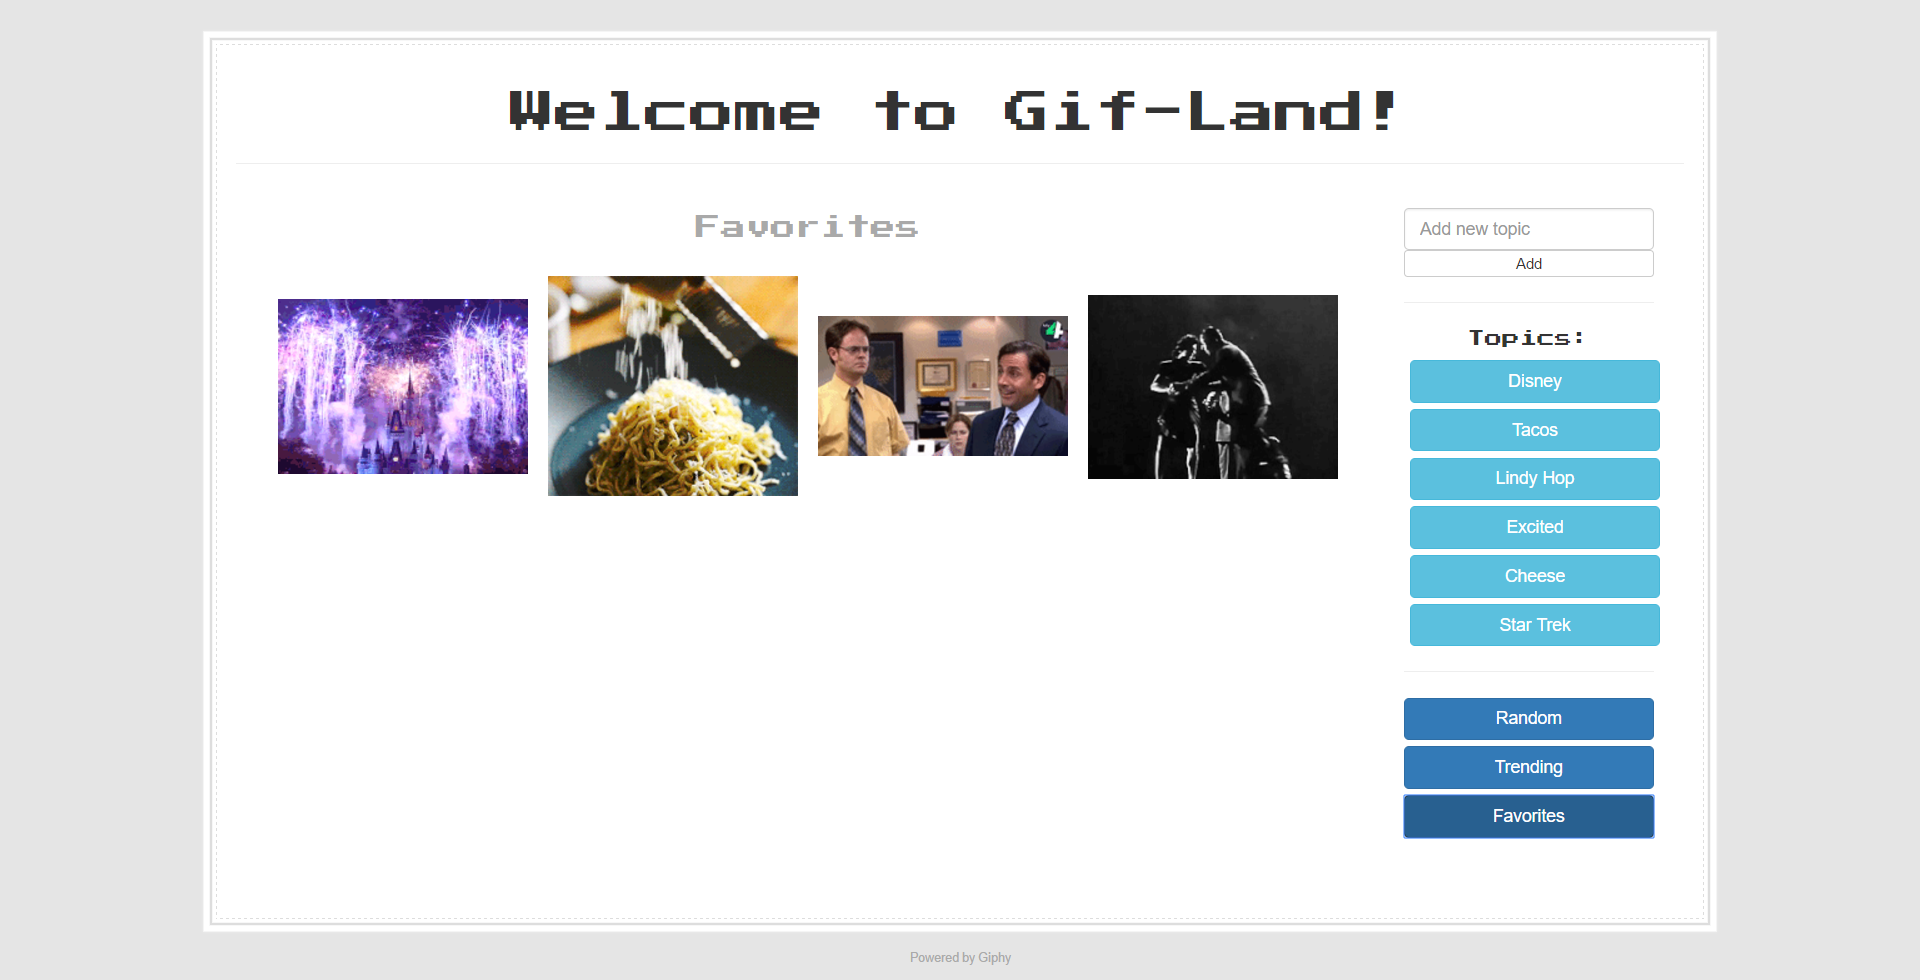 Welcome to Gif-Land!
Favorites
4
Add new topic
Add
Topics:
Disney
Tacos
Lindy Hop
Excited
Cheese
Star Trek
Random
Trending
Favorites
Powered by Giphy